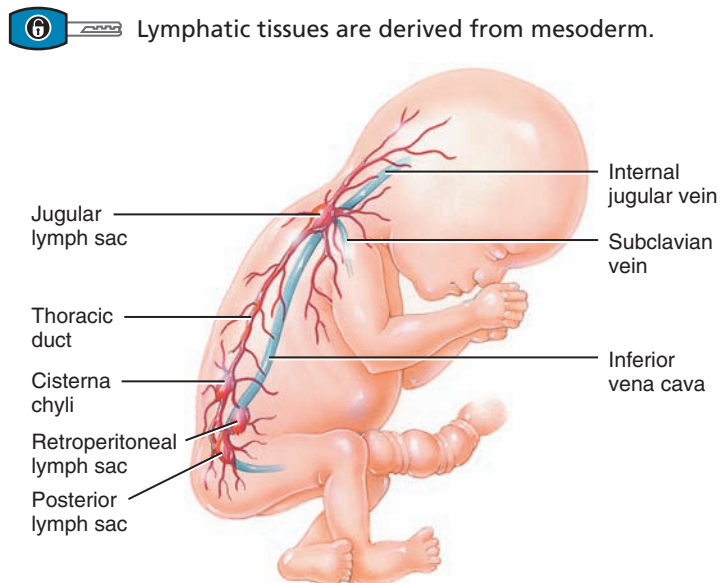 Lymphatic tissues are derived from mesoderm.
Jugular
lymph sac
Thoracic
duct
Cisterna
chyli
Retroperitoneal
lymph sac
Posterior
lymph sac
Internal
jugular vein
Subclavian
vein
Inferior
vena cava